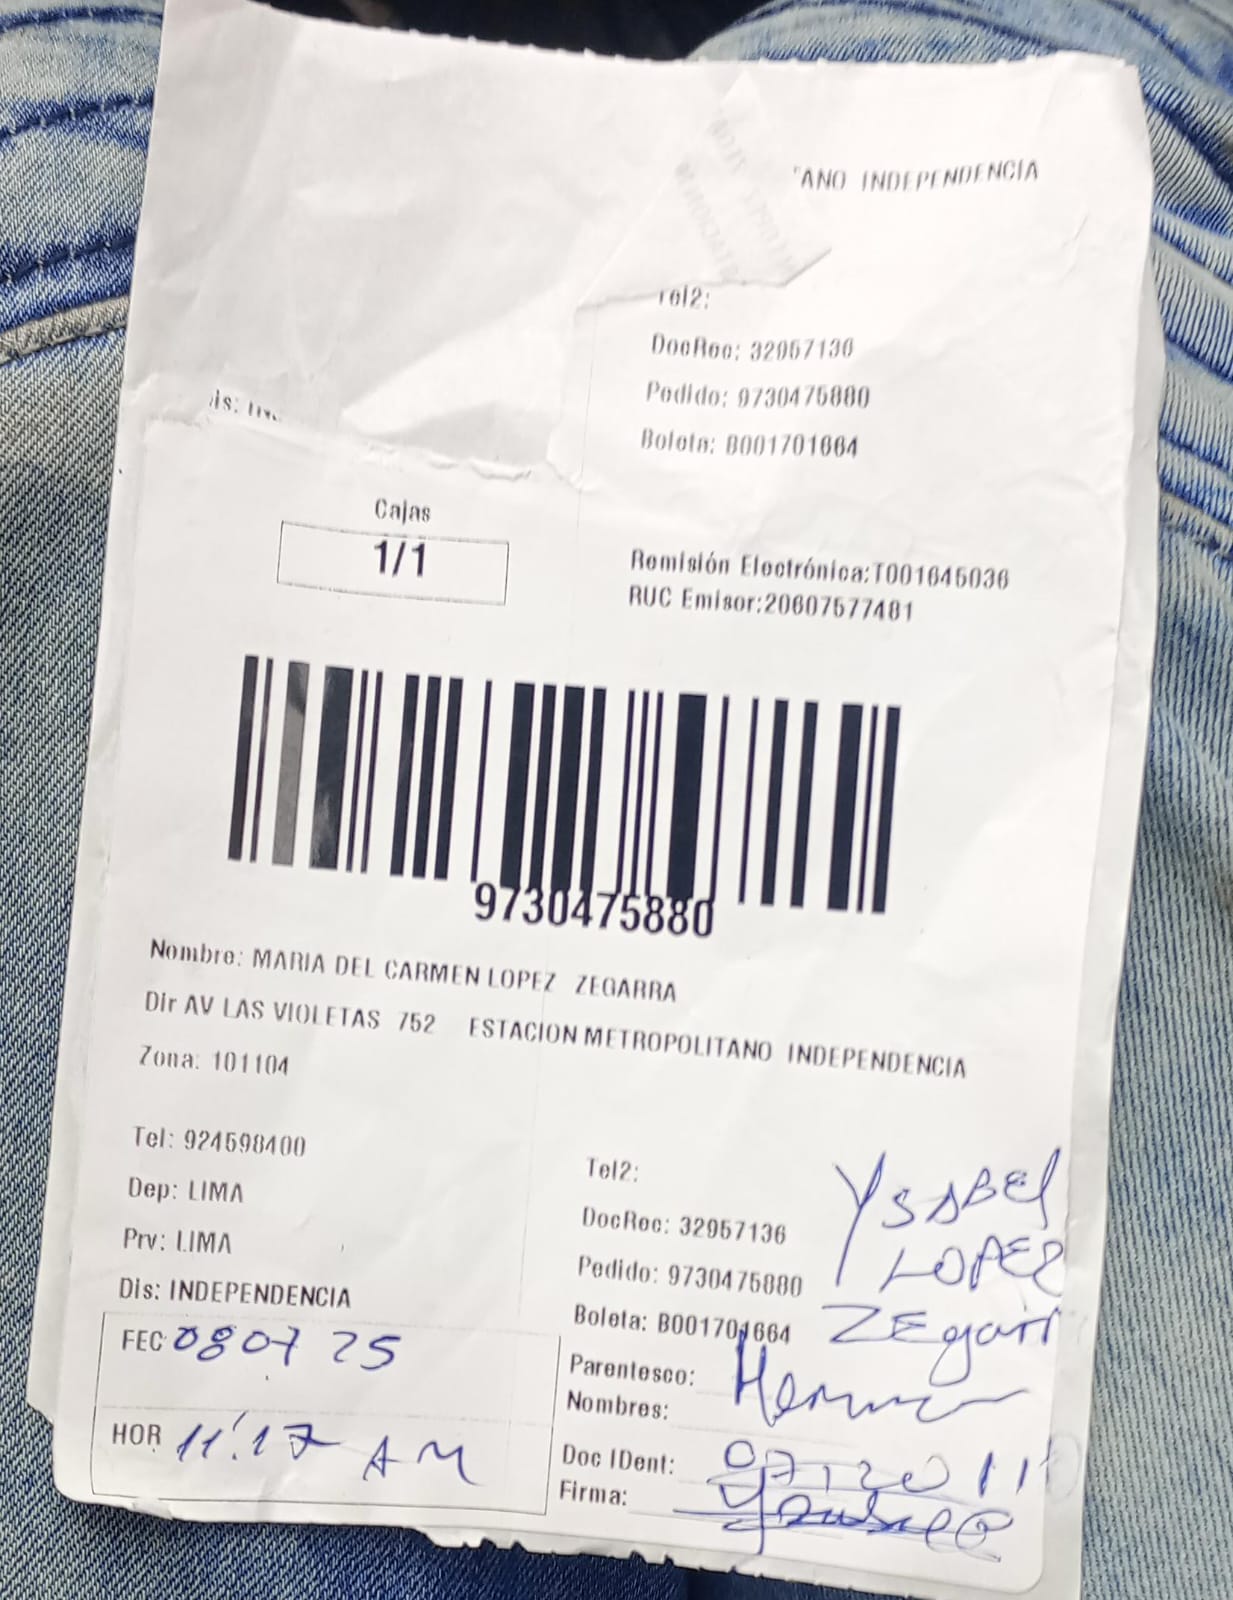 ANO INDEPENDENCIA
Tel2:
DocRec: 32957136
Pedido: 9730475880
Boleta: B001701664
Cajas
1/1
Remisión Electrónica:T001645036
RUC Emisor:20607577481
9730475880
Nombre: MARIA DEL CARMEN LOPEZ ZEGARRA
Dir AV LAS VIOLETAS 752 ESTACION METROPOLITANO INDEPENDENCIA
Zona: 101104
Tel: 924598400
Dep: LIMA
Prv: LIMA
Dis: INDEPENDENCIA
FEC 08 07 25
HOR 11:17 AM
Tel2:
DocRec: 32957136
Pedido: 9730475880
Boleta: B001701664
YSABEl
LOPEZ
Parentesco:
Nombres:
Doc IDent:
Firma: